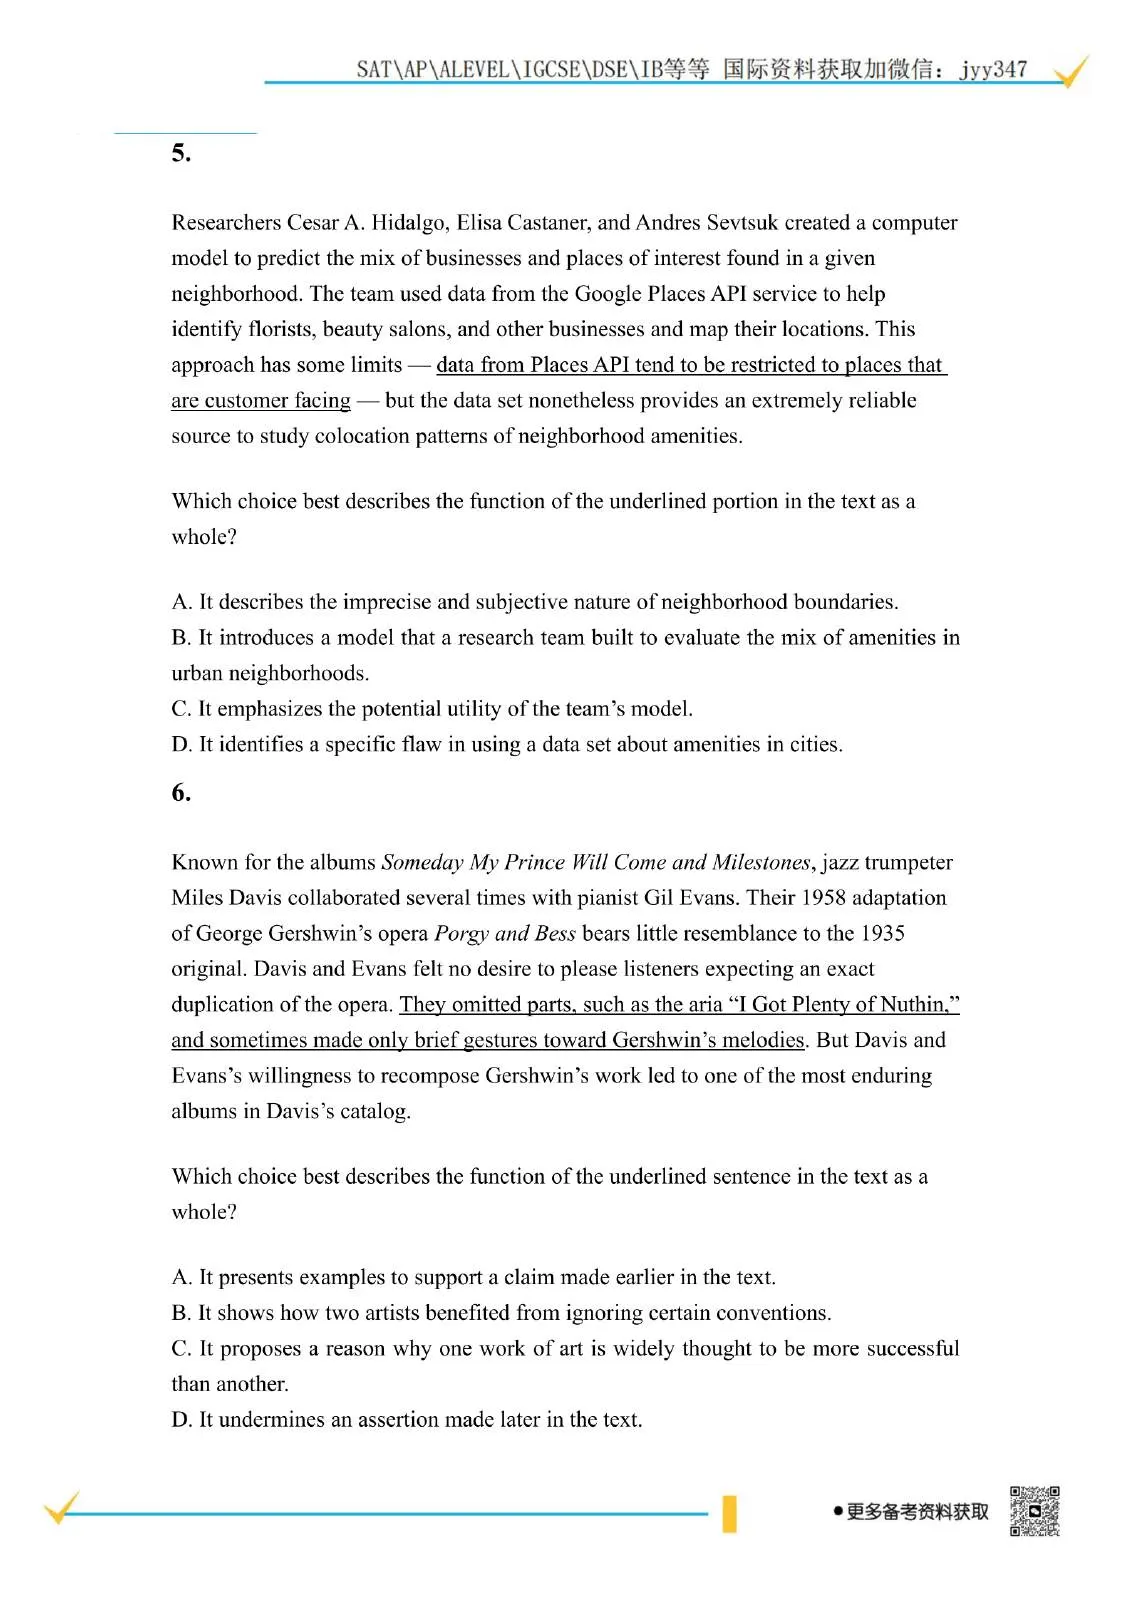 SAT\AP\ALEVEL\IGCSE\DSE\IB等等 国际资料获取加微信：jyy347
5.
Researchers Cesar A. Hidalgo, Elisa Castaner, and Andres Sevtsuk created a computer
model to predict the mix of businesses and places of interest found in a given
neighborhood. The team used data from the Google Places API service to help
identify florists, beauty salons, and other businesses and map their locations. This
approach has some limits — data from Places API tend to be restricted to places that
are customer facing — but the data set nonetheless provides an extremely reliable
source to study colocation patterns of neighborhood amenities.
Which choice best describes the function of the underlined portion in the text as a
whole?
A. It describes the imprecise and subjective nature of neighborhood boundaries.
B. It introduces a model that a research team built to evaluate the mix of amenities in
urban neighborhoods.
C. It emphasizes the potential utility of the team’s model.
D. It identifies a specific flaw in using a data set about amenities in cities.
6.
Known for the albums Someday My Prince Will Come and Milestones, jazz trumpeter
Miles Davis collaborated several times with pianist Gil Evans. Their 1958 adaptation
of George Gershwin’s opera Porgy and Bess bears little resemblance to the 1935
original. Davis and Evans felt no desire to please listeners expecting an exact
duplication of the opera. They omitted parts, such as the aria “I Got Plenty of Nuthin,”
and sometimes made only brief gestures toward Gershwin’s melodies. But Davis and
Evans’s willingness to recompose Gershwin’s work led to one of the most enduring
albums in Davis’s catalog.
Which choice best describes the function of the underlined sentence in the text as a
whole?
A. It presents examples to support a claim made earlier in the text.
B. It shows how two artists benefited from ignoring certain conventions.
C. It proposes a reason why one work of art is widely thought to be more successful
than another.
D. It undermines an assertion made later in the text.
●更多备考资料获取